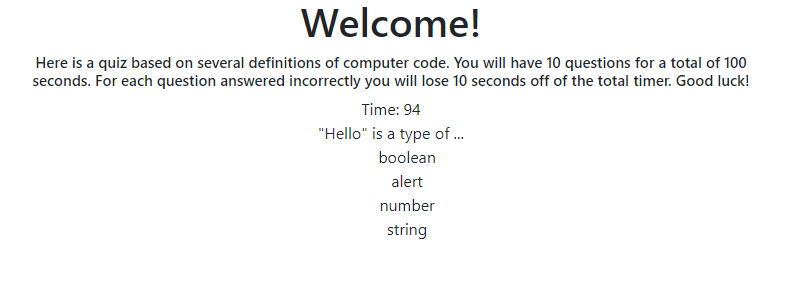 Welcome!
Here is a quiz based on several definitions of computer code. You will have 10 questions for a total of 100
seconds. For each question answered incorrectly you will lose 10 seconds off of the total timer. Good luck!
Time: 94
"Hello" is a type of ...
boolean
alert
number
string